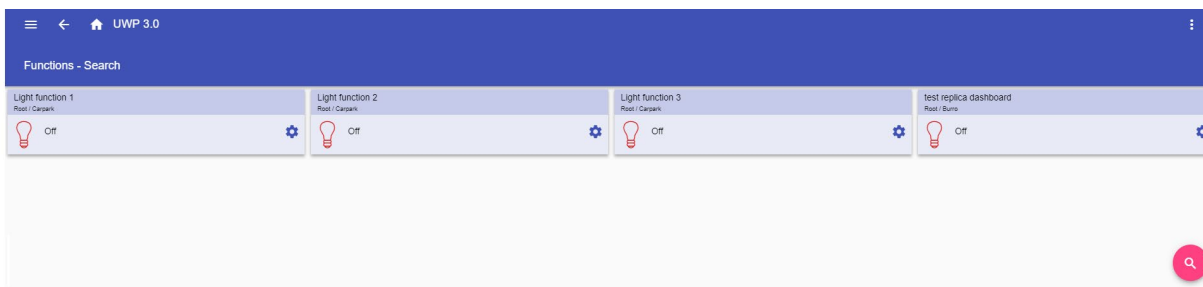 UWP 3.0
Functions - Search
Light function 1
Root / Carpark
Off
Light function 2
Root / Carpark
Off
Light function 3
Root / Carpark
Off
test replica dashboard
Root / Burro
Off